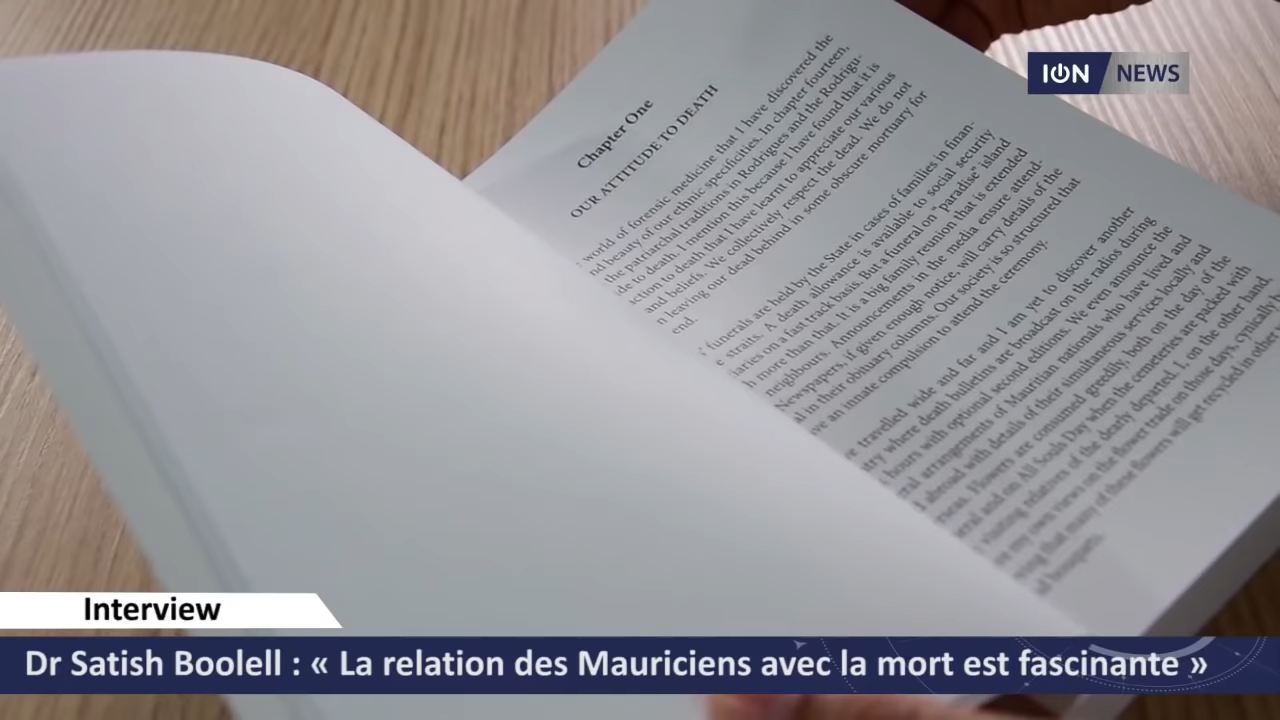 ION NEWS
Chapter One
OUR ATTITUDE TO DEATH
world of forensic medicine that I have discovered the
nd beauty of our ethnic specificities. In chapter fourteen,
the patriarchal traditions in Rodrigues and the Rodrigu-
de to death. I mention this because I have found that it is
action to death that I have learnt to appreciate our various
and beliefs. We collectively respect the dead. We do not
n leaving our dead behind in some obscure mortuary for
end.
funerals are held by the State in cases of families in finan-
e straits. A death allowance is available to social security
iaries on a fast track basis. But a funeral on "paradise" island
h more than that. It is a big family reunion that is extended
neighbours. Announcements in the media ensure attend-
Newspapers, if given enough notice, will carry details of the
al in their obituary columns. Our society is so structured that
ve an innate compulsion to attend the ceremony.
e travelled wide and far and I am yet to discover another
try where death bulletins are broadcast on the radios during
hours with optional second editions. We even announce the
ral arrangements of Mauritian nationals who have lived and
d abroad with details of their simultaneous services locally and
erseas. Flowers are consumed greedily, both on the day of the
eral and on All Souls Day when the cemeteries are packed with
visiting relatives of the dearly departed. I, on the other hand,
ve my own views on the flower trade on those days, cynically
ving that many of these flowers will get recycled in other
bouquets.
Interview
Dr Satish Boolell : « La relation des Mauriciens avec la mort est fascinante »